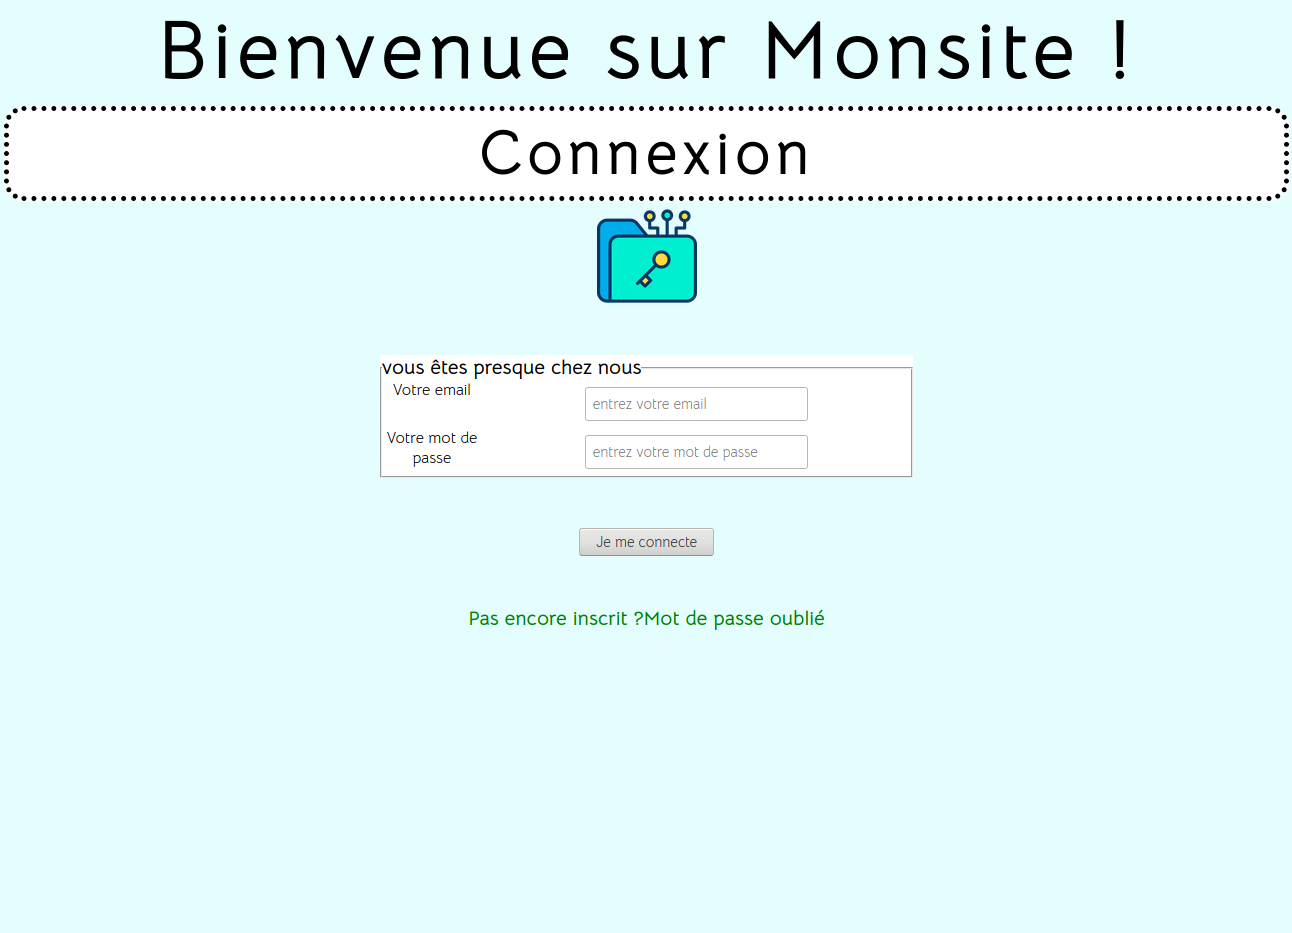 Bienvenue sur Monsite !
Connexion
vous êtes presque chez nous
Votre email
entrez votre email
Votre mot de
passe
entrez votre mot de passe
Je me connecte
Pas encore inscrit ?Mot de passe oublié